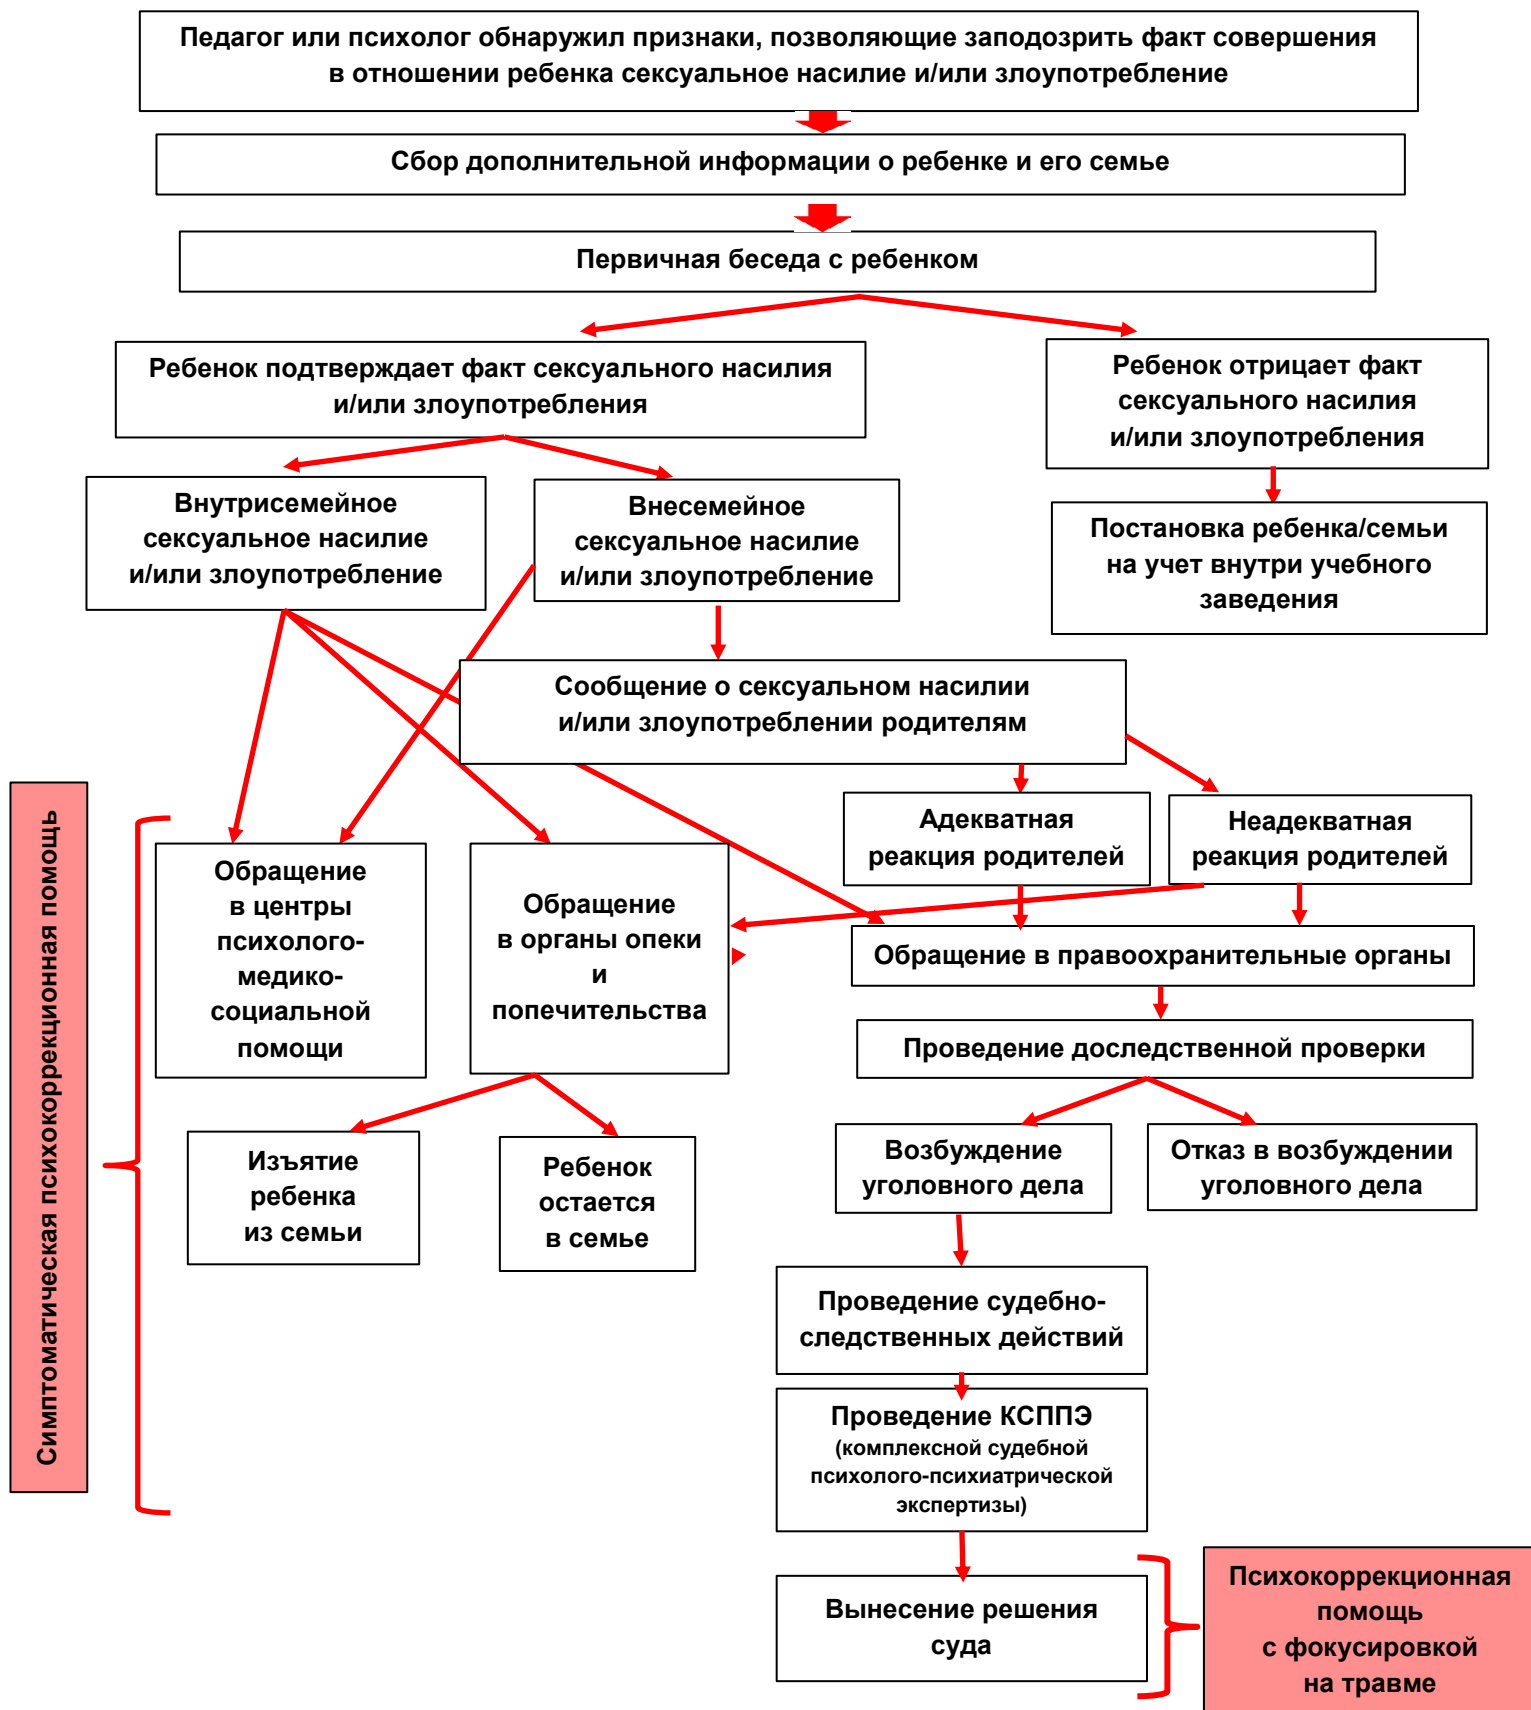 Педагог или психолог обнаружил признаки, позволяющие заподозрить факт совершения
в отношении ребенка сексуальное насилие и/или злоупотребление
Сбор дополнительной информации о ребенке и его семье
Первичная беседа с ребенком
Ребенок подтверждает факт сексуального насилия
и/или злоупотребления
Ребенок отрицает факт
сексуального насилия
и/или злоупотребления
Внутрисемейное
сексуальное насилие
и/или злоупотребление
Внесемейное
сексуальное насилие
и/или злоупотребление
Постановка ребенка/семьи
на учет внутри учебного
заведения
Сообщение о сексуальном насилии
и/или злоупотреблении родителям
Адекватная
реакция родителей
Неадекватная
реакция родителей
Симптоматическая психокоррекционная помощь
Обращение
в центры
психолого-
медико-
социальной
помощи
Обращение
в органы опеки
и
попечительства
Обращение в правоохранительные органы
Проведение доследственной проверки
Изъятие
ребенка
из семьи
Ребенок
остается
в семье
Возбуждение
уголовного дела
Отказ в возбуждении
уголовного дела
Проведение судебно-
следственных действий
Проведение КСППЭ
(комплексной судебной
психолого-психиатрической
экспертизы)
Вынесение решения
суда
Психокоррекционная
помощь
с фокусировкой
на травме